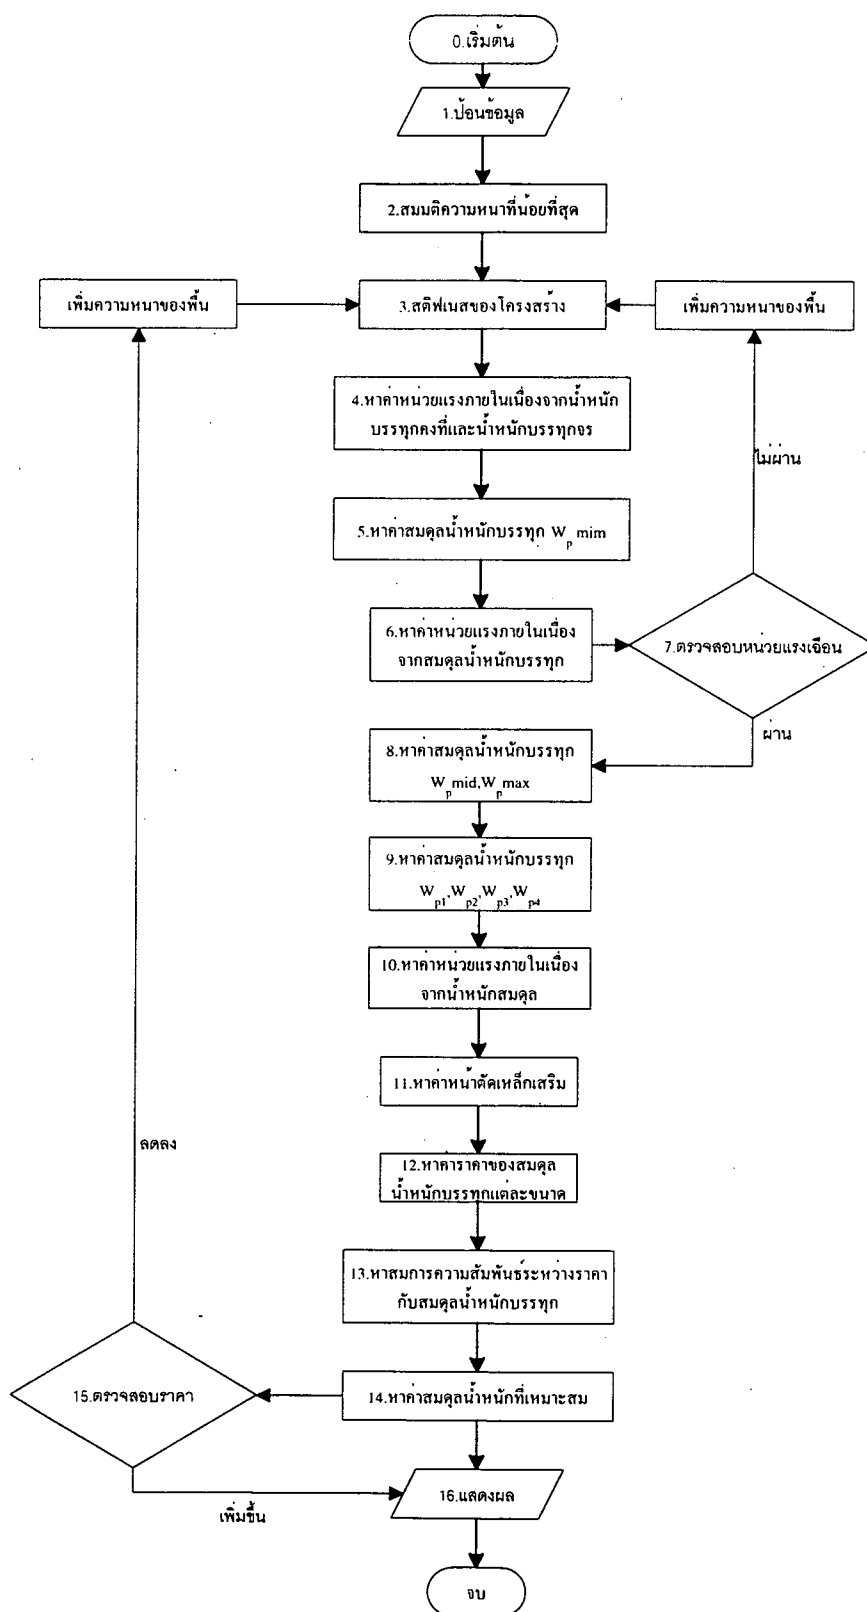 0.เริ่มต้น
1.ป้อนข้อมูล
2.สมมติความหนาที่น้อยที่สุด
เพิ่มความหนาของพื้น
3.สติฟเนสของโครงสร้าง
เพิ่มความหนาของพื้น
4.หาค่าหน่วยแรงภายในเนื่องจากน้ำหนัก
บรรทุกคงที่และน้ำหนักบรรทุกจร
ไม่ผ่าน
5.หาค่าสมดุลน้ำหนักบรรทุก Wp mim
6.หาค่าหน่วยแรงภายในเนื่อง
จากสมดุลน้ำหนักบรรทุก
7.ตรวจสอบหน่วยแรงเฉือน
ผ่าน
8.หาค่าสมดุลน้ำหนักบรรทุก
Wpmid,Wpmax
9.หาค่าสมดุลน้ำหนักบรรทุก
Wp1,Wp2,Wp3,Wp4
10.หาค่าหน่วยแรงภายในเนื่อง
จากน้ำหนักสมดุล
11.หาค่าหน้าตัดเหล็กเสริม
ลดลง
12.หาค่าราคาของสมดุล
น้ำหนักบรรทุกแต่ละขนาด
13.หาสมการความสัมพันธ์ระหว่างราคา
กับสมดุลน้ำหนักบรรทุก
15.ตรวจสอบราคา
14.หาค่าสมดุลน้ำหนักที่เหมาะสม
16.แสดงผล
เพิ่มขึ้น
จบ